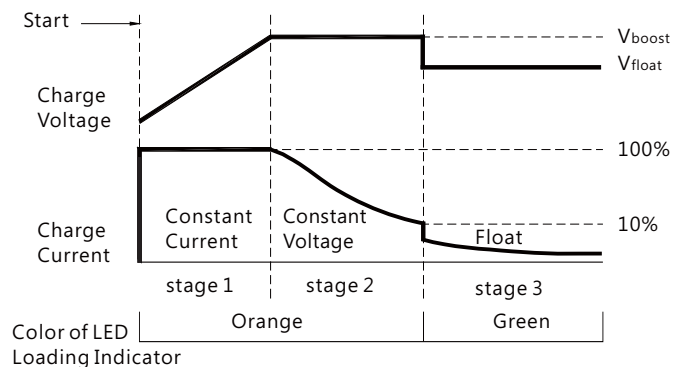 Start
Vboost
Vfloat
Charge
Voltage
100%
Constant
Current
Constant
Voltage
10%
Charge
Current
Float
stage 1
stage 2
stage 3
Orange
Green
Color of LED
Loading Indicator